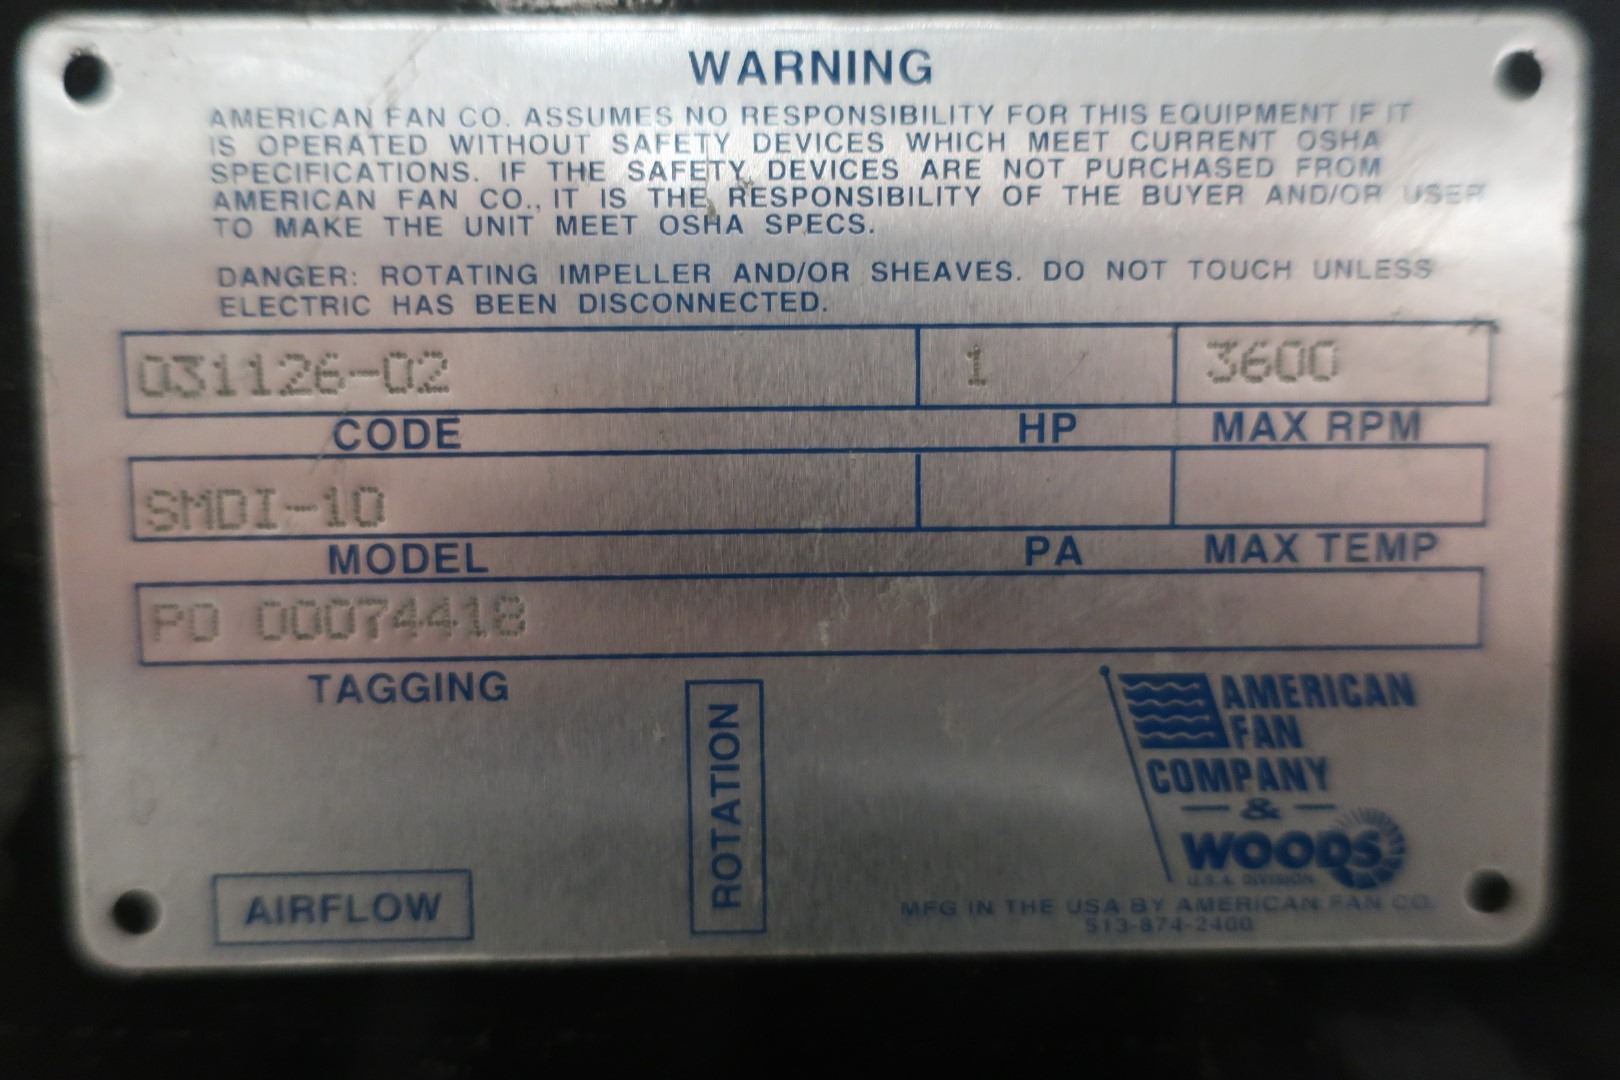 WARNING
AMERICAN FAN CO. ASSUMES NO RESPONSIBILITY FOR THIS EQUIPMENT IF IT
IS OPERATED WITHOUT SAFETY DEVICES WHICH MEET CURRENT OSHA
SPECIFICATIONS. IF THE SAFETY DEVICES ARE NOT PURCHASED FROM
AMERICAN FAN CO., IT IS THE RESPONSIBILITY OF THE BUYER AND/OR USER
TO MAKE THE UNIT MEET OSHA SPECS.
DANGER: ROTATING IMPELLER AND/OR SHEAVES. DO NOT TOUCH UNLESS
ELECTRIC HAS BEEN DISCONNECTED.
031126-02 1 3600
CODE HP MAX RPM
SMDI-10
MODEL PA MAX TEMP
PO 00074418
TAGGING
ROTATION
AIRFLOW
AMERICAN
FAN
COMPANY
&
WOODS
U.S.A. DIVISION
MFG IN THE USA BY AMERICAN FAN CO.
513-874-2400